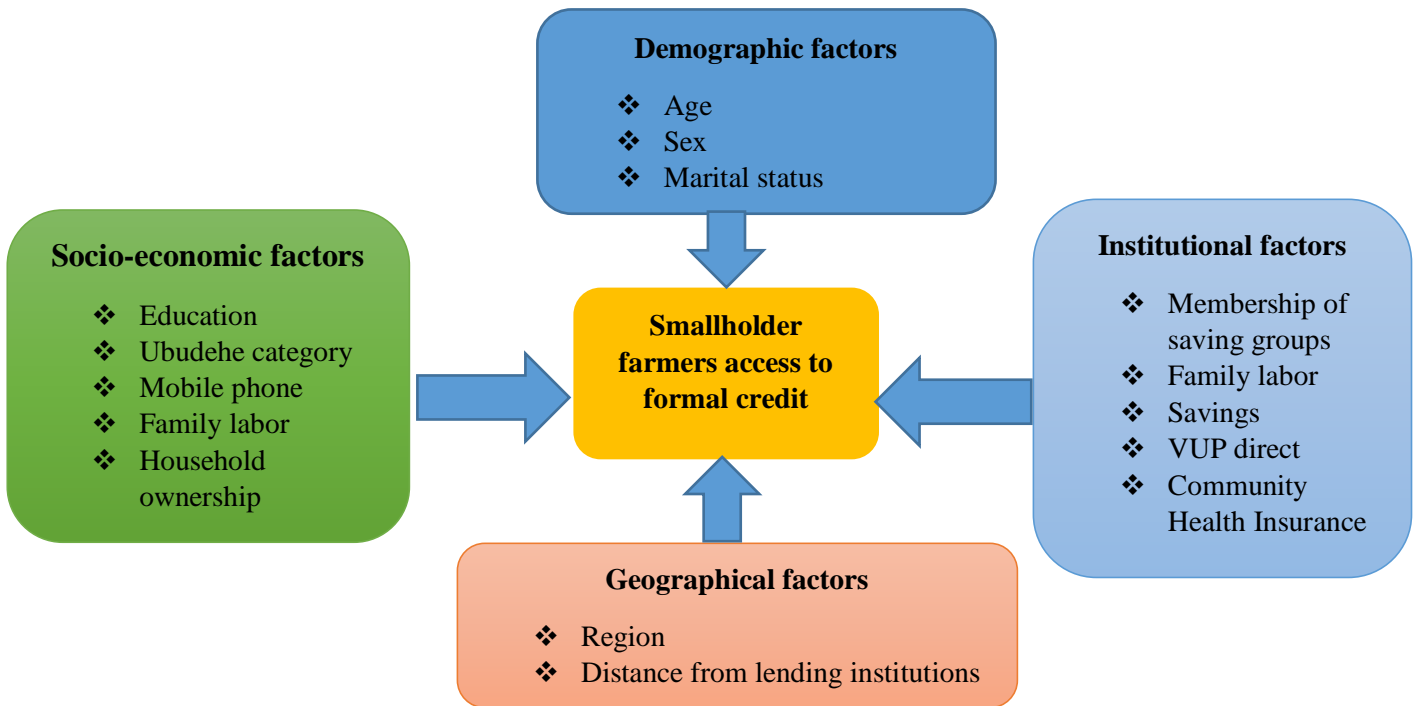 Demographic factors
❖ Age
❖ Sex
❖ Marital status
Socio-economic factors
❖ Education
❖ Ubudehe category
❖ Mobile phone
❖ Family labor
❖ Household
ownership
Smallholder
farmers access to
formal credit
Institutional factors
❖ Membership of
saving groups
❖ Family labor
❖ Savings
❖ VUP direct
❖ Community
Health Insurance
Geographical factors
❖ Region
❖ Distance from lending institutions